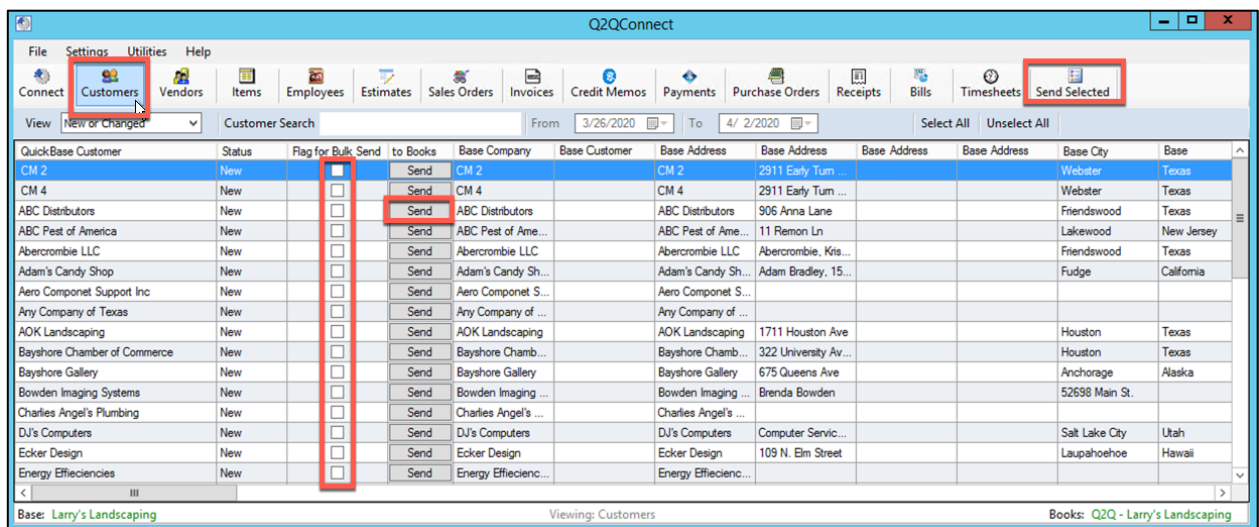 Q2QConnect
File Settings Utilities Help
Connect Customers Vendors Items Employees Estimates Sales Orders Invoices Credit Memos Payments Purchase Orders Receipts Bills Timesheets Send Selected
View New or Changed Customer Search From 3/26/2020 To 4/ 2/2020 Select All Unselect All
QuickBase Customer Status Flag for Bulk Send to Books Base Company Base Customer Base Address Base Address Base Address Base Address Base City Base
CM 2 New Send CM 2 CM 2 2911 Early Turn ... Webster Texas
CM 4 New Send CM 4 CM 4 2911 Early Turn ... Webster Texas
ABC Distributors New Send ABC Distributors ABC Distributors 906 Anna Lane Friendswood Texas
ABC Pest of America New Send ABC Pest of Ame... ABC Pest of Ame... 11 Remon Ln Lakewood New Jersey
Abercrombie LLC New Send Abercrombie LLC Abercrombie LLC Abercrombie, Kris... Friendswood Texas
Adam's Candy Shop New Send Adam's Candy Sh... Adam's Candy Sh... Adam Bradley, 15... Fudge California
Aero Componet Support Inc New Send Aero Componet S... Aero Componet S...
Any Company of Texas New Send Any Company of ... Any Company of ...
AOK Landscaping New Send AOK Landscaping AOK Landscaping 1711 Houston Ave Houston Texas
Bayshore Chamber of Commerce New Send Bayshore Chamb... Bayshore Chamb... 322 University Av... Houston Texas
Bayshore Gallery New Send Bayshore Gallery Bayshore Gallery 675 Queens Ave Anchorage Alaska
Bowden Imaging Systems New Send Bowden Imaging ... Bowden Imaging ... Brenda Bowden 52698 Main St.
Charlies Angel's Plumbing New Send Charlies Angel's ... Charlies Angel's ...
DJ's Computers New Send DJ's Computers DJ's Computers Computer Servic... Salt Lake City Utah
Ecker Design New Send Ecker Design Ecker Design 109 N. Elm Street Laupahoehoe Hawaii
Energy Effieciencies New Send Energy Effiecienc... Energy Effiecienc...
Base: Larry's Landscaping Viewing: Customers Books: Q2Q - Larry's Landscaping